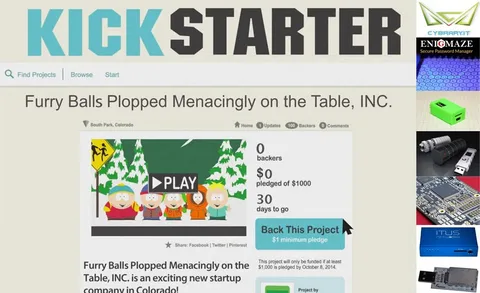 KICKSTARTER
Find Projects | Browse Start
Furry Balls Plopped Menacingly on the Table, INC.
South Park, Colorado
Home 1 Updates Backers 0 Comments
PLAY
0
backers
$0
pledged of $1000
30
days to go
Back This Project
$1 minimum pledge
Share: Facebook | Twitter | Pinterest
This project will only be funded if at least
$1,000 is pledged by October 8, 2014.
Furry Balls Plopped Menacingly on the
Table, INC. is an exciting new startup
company in Colorado!
Project by
CYBERARYIT
ENIGMAZE
Secure Password Manager
ITUS